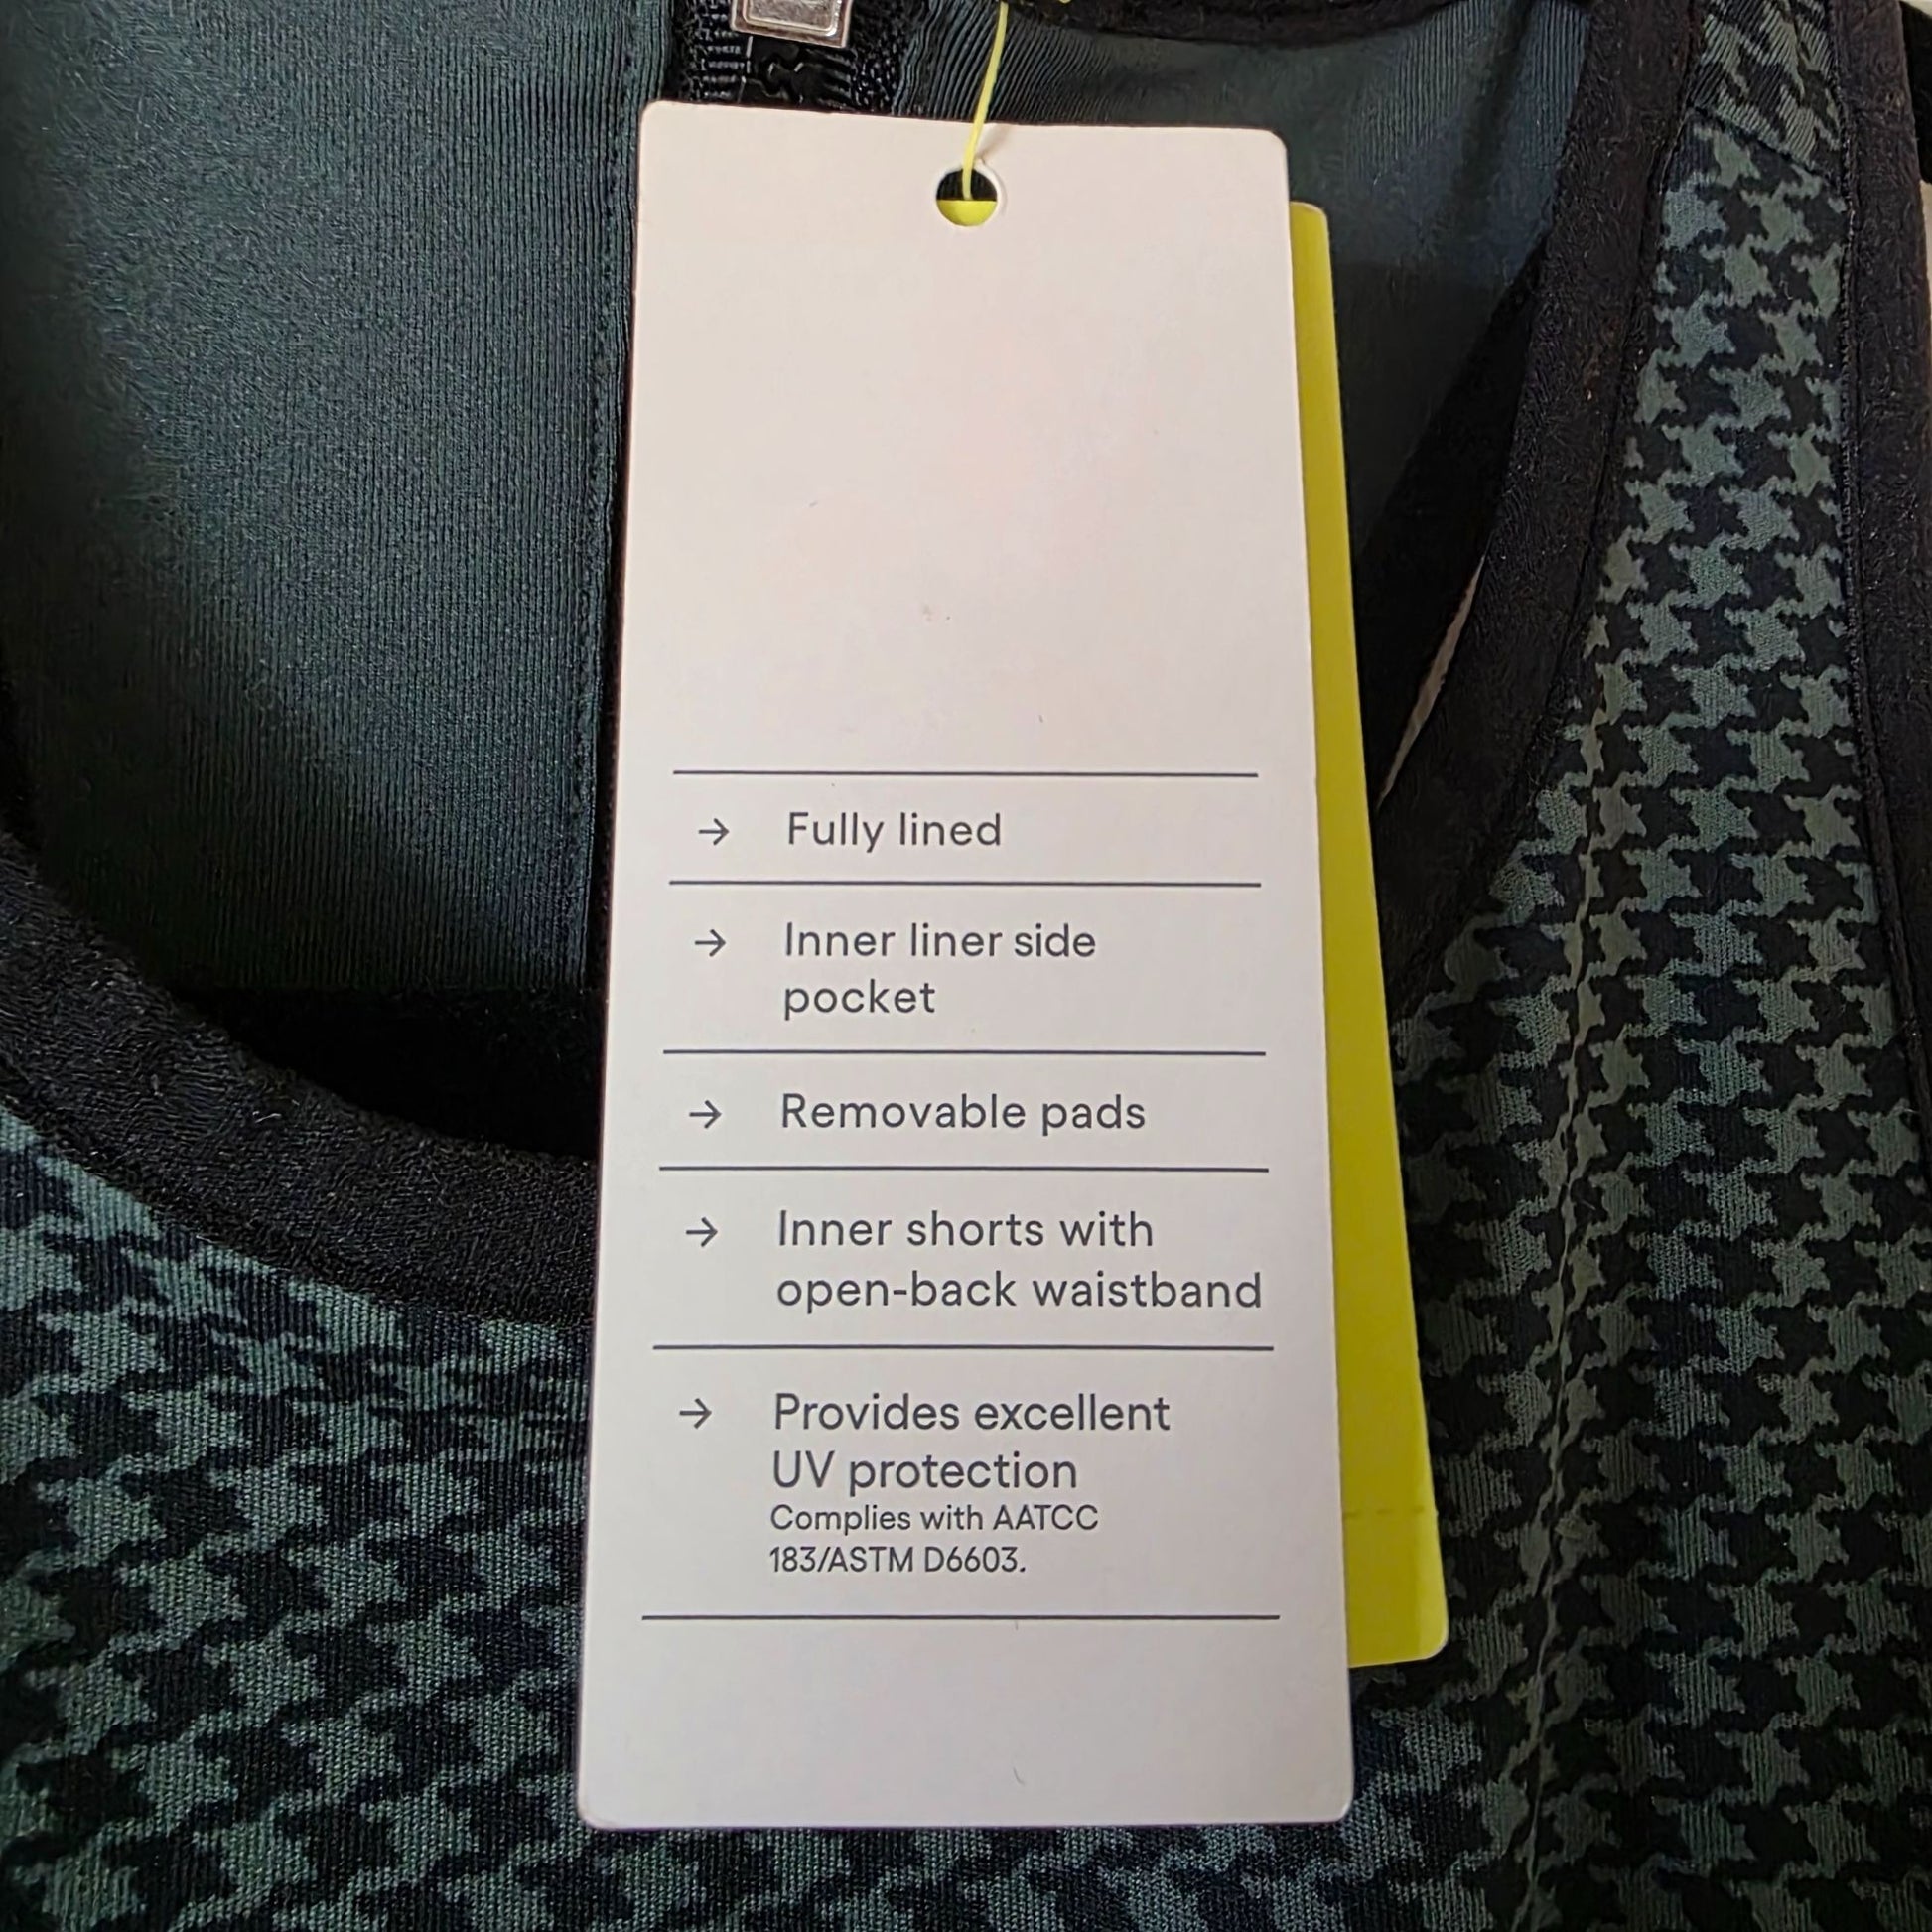 → Fully lined
→ Inner liner side
pocket
→ Removable pads
→ Inner shorts with
open-back waistband
→ Provides excellent
UV protection
Complies with AATCC
183/ASTM D6603.